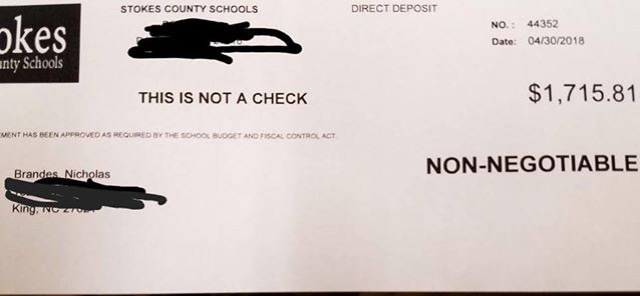 STOKES COUNTY SCHOOLS
DIRECT DEPOSIT
okes
unty Schools
NO.: 44352
Date: 04/30/2018
THIS IS NOT A CHECK
$1,715.81
MENT HAS BEEN APPROVED AS REQUIRED BY THE SCHOOL BUDGET AND FISCAL CONTROL ACT.
NON-NEGOTIABLE
Brandes, Nicholas
King, NC